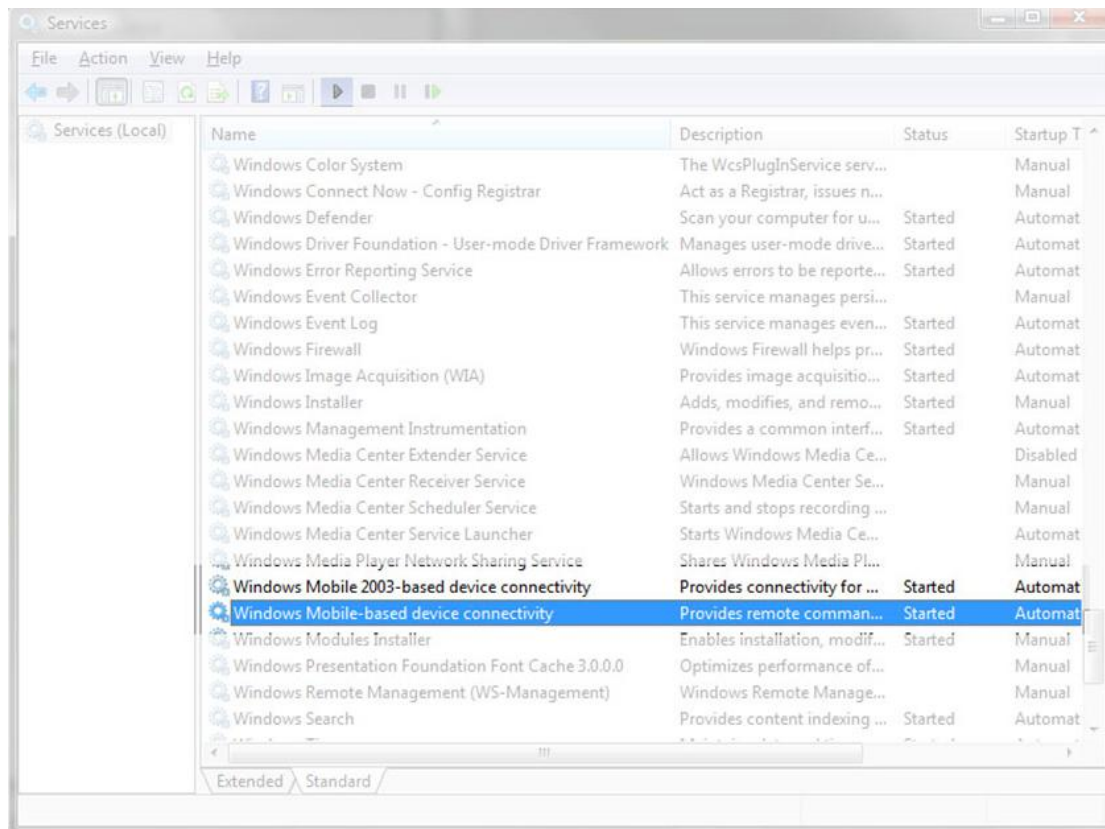 Services
File Action View Help
Services (Local)
Name Description Status Startup T
Windows Color System The WcsPlugInService serv... Manual
Windows Connect Now - Config Registrar Act as a Registrar, issues n... Manual
Windows Defender Scan your computer for u... Started Automat
Windows Driver Foundation - User-mode Driver Framework Manages user-mode drive... Started Automat
Windows Error Reporting Service Allows errors to be reporte... Started Automat
Windows Event Collector This service manages persi... Manual
Windows Event Log This service manages even... Started Automat
Windows Firewall Windows Firewall helps pr... Started Automat
Windows Image Acquisition (WIA) Provides image acquisitio... Started Automat
Windows Installer Adds, modifies, and remo... Started Manual
Windows Management Instrumentation Provides a common interf... Started Automat
Windows Media Center Extender Service Allows Windows Media Ce... Disabled
Windows Media Center Receiver Service Windows Media Center Se... Manual
Windows Media Center Scheduler Service Starts and stops recording ... Manual
Windows Media Center Service Launcher Starts Windows Media Ce... Automat
Windows Media Player Network Sharing Service Shares Windows Media Pl... Manual
Windows Mobile 2003-based device connectivity Provides connectivity for ... Started Automat
Windows Mobile-based device connectivity Provides remote comman... Started Automat
Windows Modules Installer Enables installation, modif... Started Manual
Windows Presentation Foundation Font Cache 3.0.0.0 Optimizes performance of... Manual
Windows Remote Management (WS-Management) Windows Remote Manage... Manual
Windows Search Provides content indexing ... Started Automat
Extended Standard